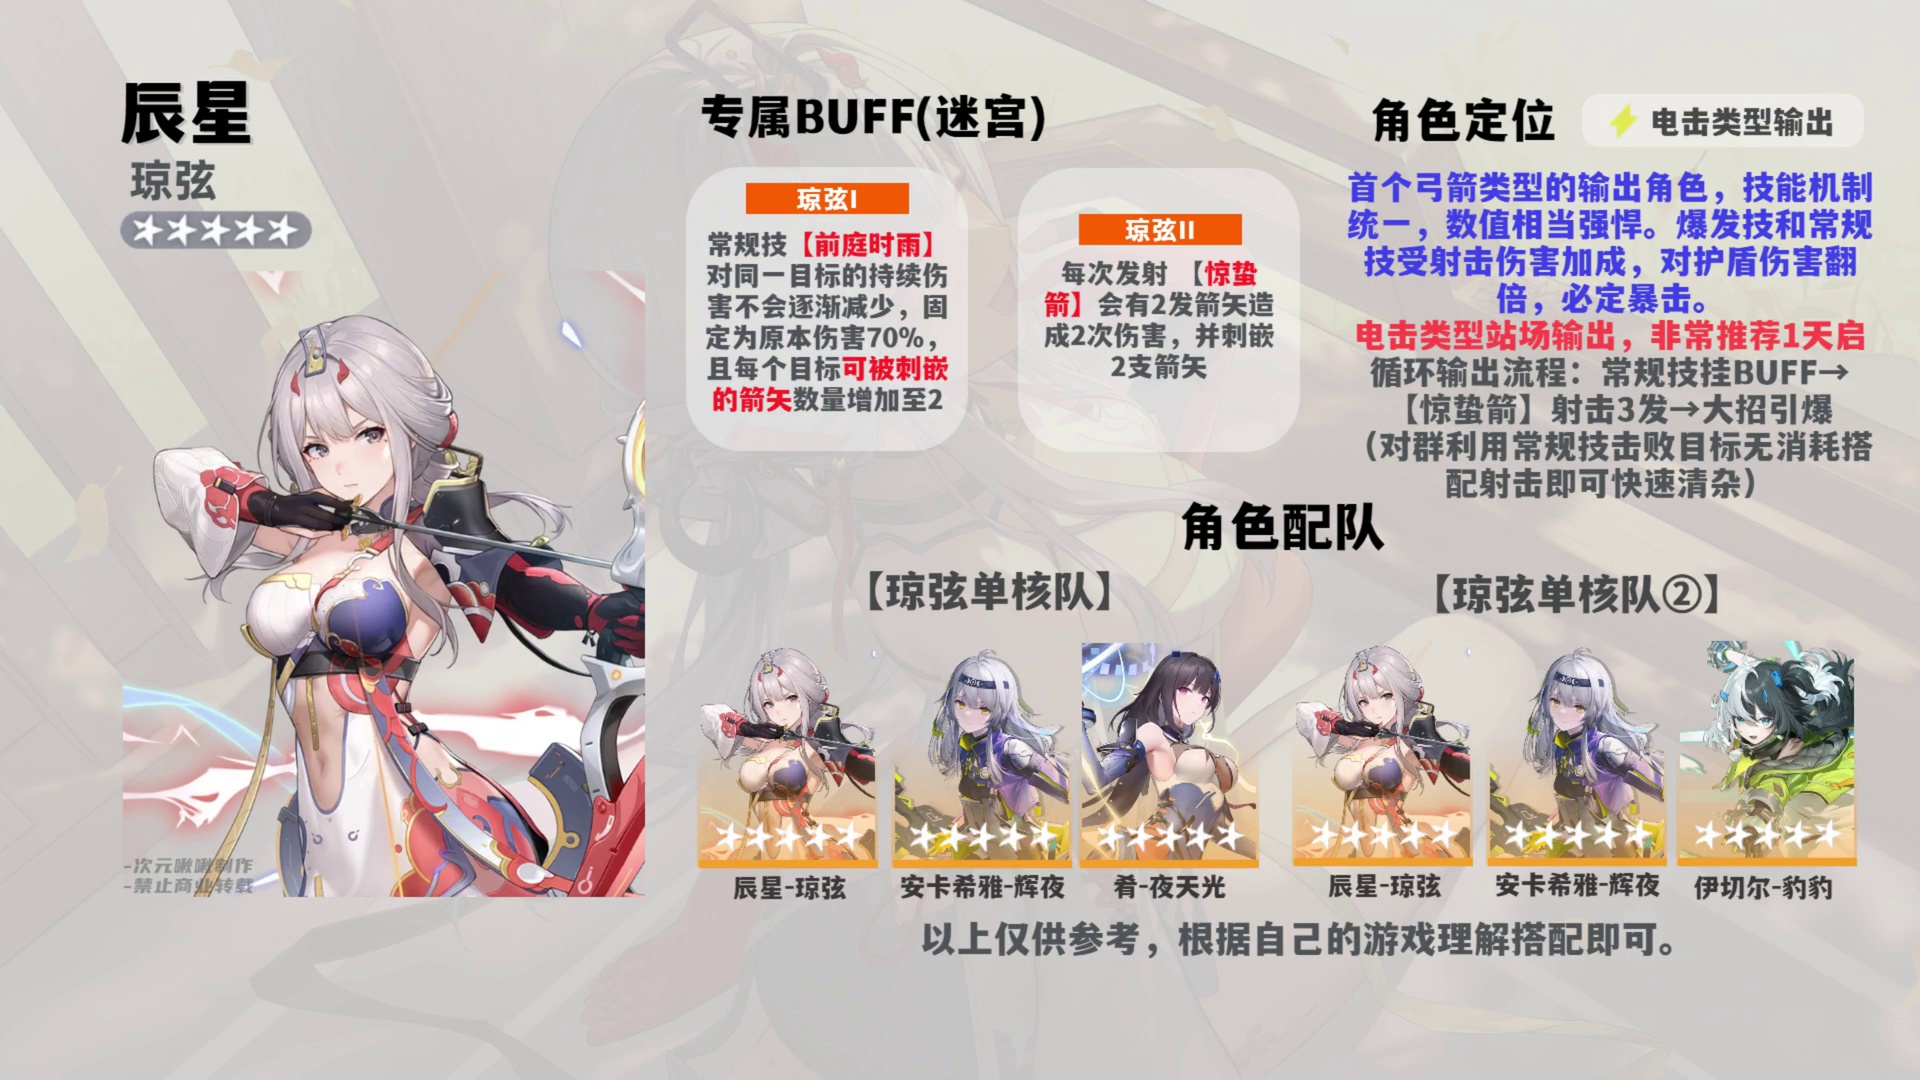 辰星
琼弦
专属BUFF(迷宫)
琼弦I
常规技【前庭时雨】
对同一目标的持续伤
害不会逐渐减少，固
定为原本伤害70%，
且每个目标可被刺嵌
的箭矢数量增加至2
琼弦II
每次发射 【惊蛰
箭】会有2发箭矢造
成2次伤害，并刺嵌
2支箭矢
角色定位
电击类型输出
首个弓箭类型的输出角色，技能机制
统一，数值相当强悍。爆发技和常规
技受射击伤害加成，对护盾伤害翻
倍，必定暴击。
电击类型站场输出，非常推荐1天启
循环输出流程：常规技挂BUFF→
【惊蛰箭】射击3发→大招引爆
（对群利用常规技击败目标无消耗搭
配射击即可快速清杂）
角色配队
【琼弦单核队】
辰星-琼弦
安卡希雅-辉夜
肴-夜天光
【琼弦单核队②】
辰星-琼弦
安卡希雅-辉夜
伊切尔-豹豹
以上仅供参考，根据自己的游戏理解搭配即可。
-次元啾啾制作
-禁止商业转载